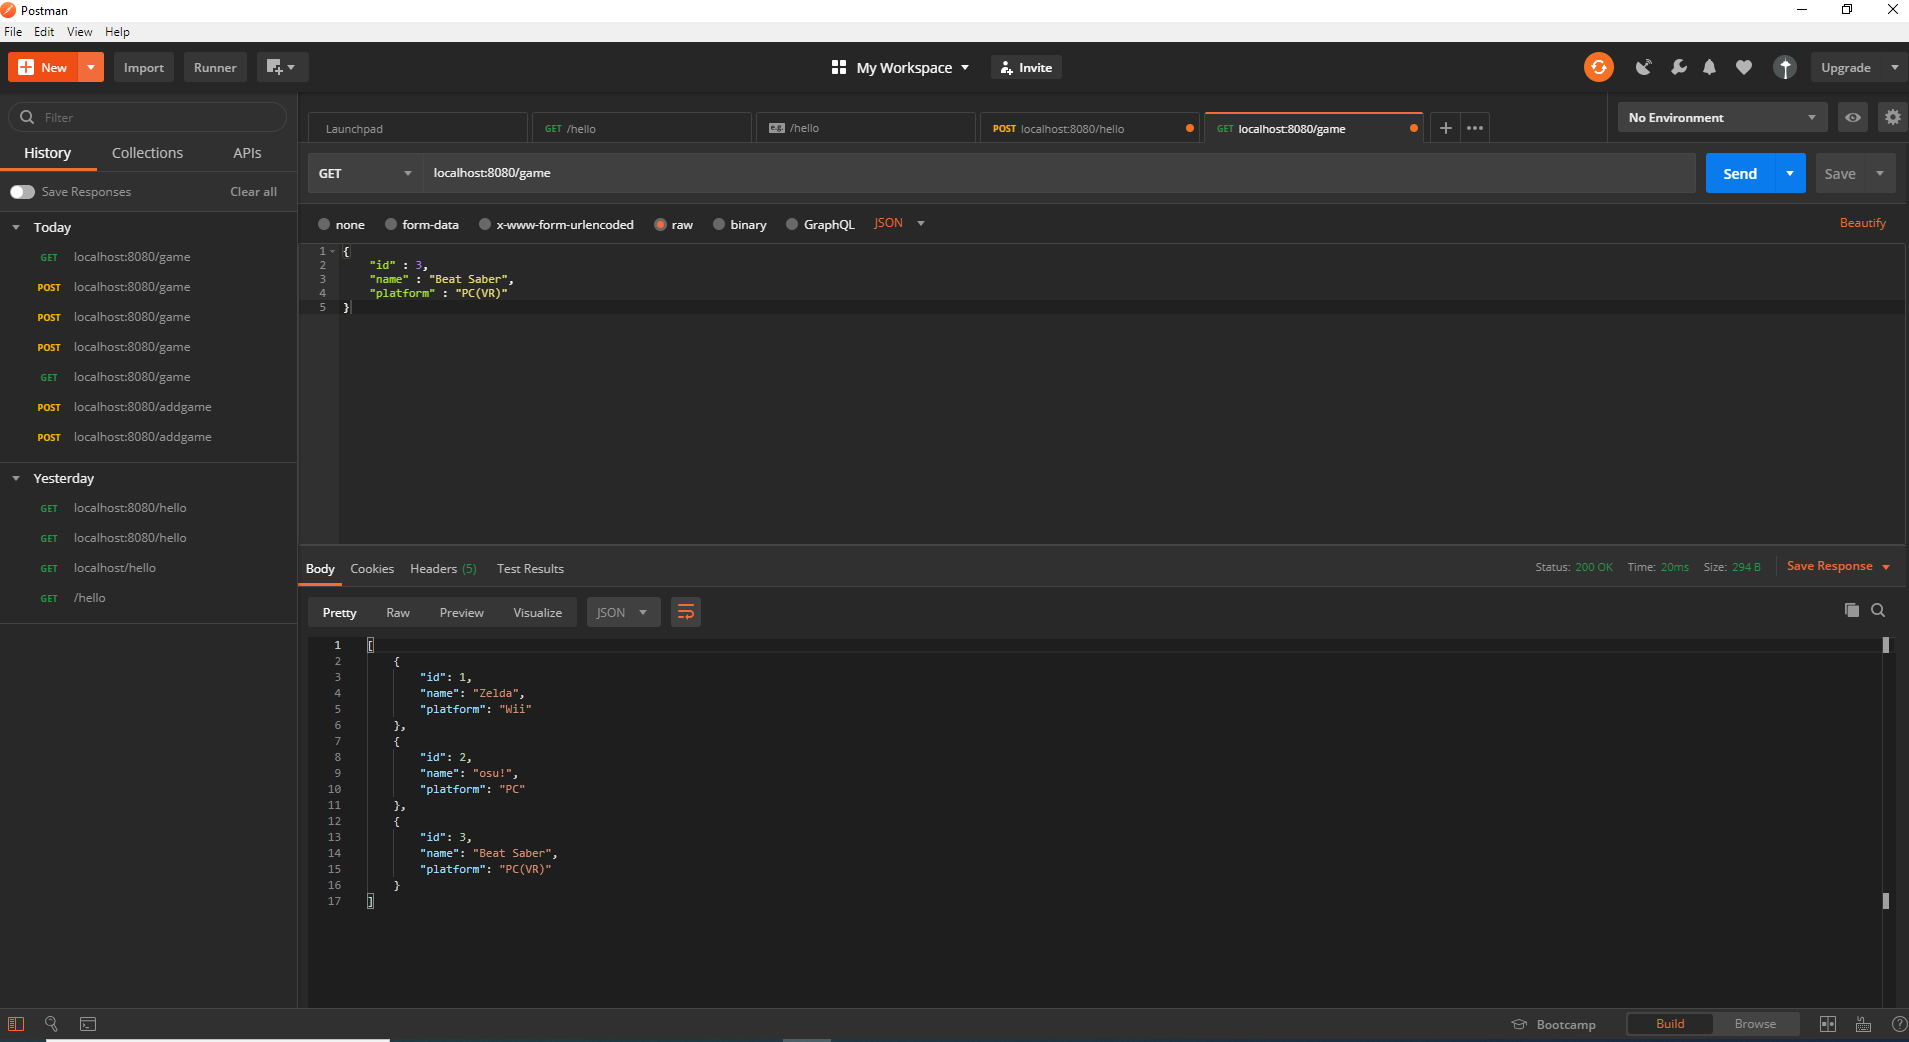 Postman
File Edit View Help
New Import Runner My Workspace Invite Upgrade
Filter
History Collections APIs
Save Responses Clear all
Today
GET localhost:8080/game
POST localhost:8080/game
POST localhost:8080/game
POST localhost:8080/game
GET localhost:8080/game
POST localhost:8080/addgame
POST localhost:8080/addgame
Yesterday
GET localhost:8080/hello
GET localhost:8080/hello
GET localhost/hello
GET /hello
Launchpad GET /hello e.g. /hello POST localhost:8080/hello GET localhost:8080/game No Environment
GET localhost:8080/game Send Save
none form-data x-www-form-urlencoded raw binary GraphQL JSON Beautify
1 {
2 "id" : 3,
3 "name" : "Beat Saber",
4 "platform" : "PC(VR)"
5 }
Body Cookies Headers (5) Test Results Status: 200 OK Time: 20ms Size: 294 B Save Response
Pretty Raw Preview Visualize JSON
1 [
2 {
3 "id": 1,
4 "name": "Zelda",
5 "platform": "Wii"
6 },
7 {
8 "id": 2,
9 "name": "osu!",
10 "platform": "PC"
11 },
12 {
13 "id": 3,
14 "name": "Beat Saber",
15 "platform": "PC(VR)"
16 }
17 ]
Bootcamp Build Browse